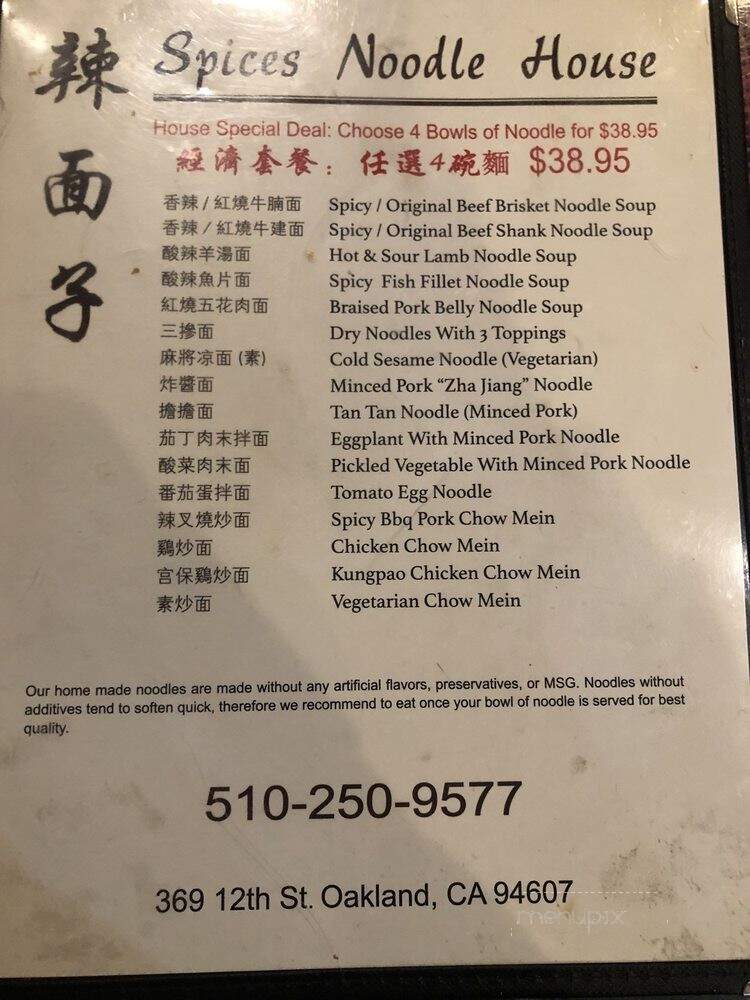 辣面子
Spices Noodle House
House Special Deal: Choose 4 Bowls of Noodle for $38.95
經濟套餐：任選4碗麵 $38.95
香辣 / 紅燒牛腩面 Spicy / Original Beef Brisket Noodle Soup
香辣 / 紅燒牛建面 Spicy / Original Beef Shank Noodle Soup
酸辣羊湯面 Hot & Sour Lamb Noodle Soup
酸辣魚片面 Spicy Fish Fillet Noodle Soup
紅燒五花肉面 Braised Pork Belly Noodle Soup
三摻面 Dry Noodles With 3 Toppings
麻將凉面 (素) Cold Sesame Noodle (Vegetarian)
炸醬面 Minced Pork “Zha Jiang” Noodle
擔擔面 Tan Tan Noodle (Minced Pork)
茄丁肉末拌面 Eggplant With Minced Pork Noodle
酸菜肉末面 Pickled Vegetable With Minced Pork Noodle
番茄蛋拌面 Tomato Egg Noodle
辣叉燒炒面 Spicy Bbq Pork Chow Mein
鷄炒面 Chicken Chow Mein
宫保鷄炒面 Kungpao Chicken Chow Mein
素炒面 Vegetarian Chow Mein
Our home made noodles are made without any artificial flavors, preservatives, or MSG. Noodles without
additives tend to soften quick, therefore we recommend to eat once your bowl of noodle is served for best
quality.
510-250-9577
369 12th St. Oakland, CA 94607
menupix